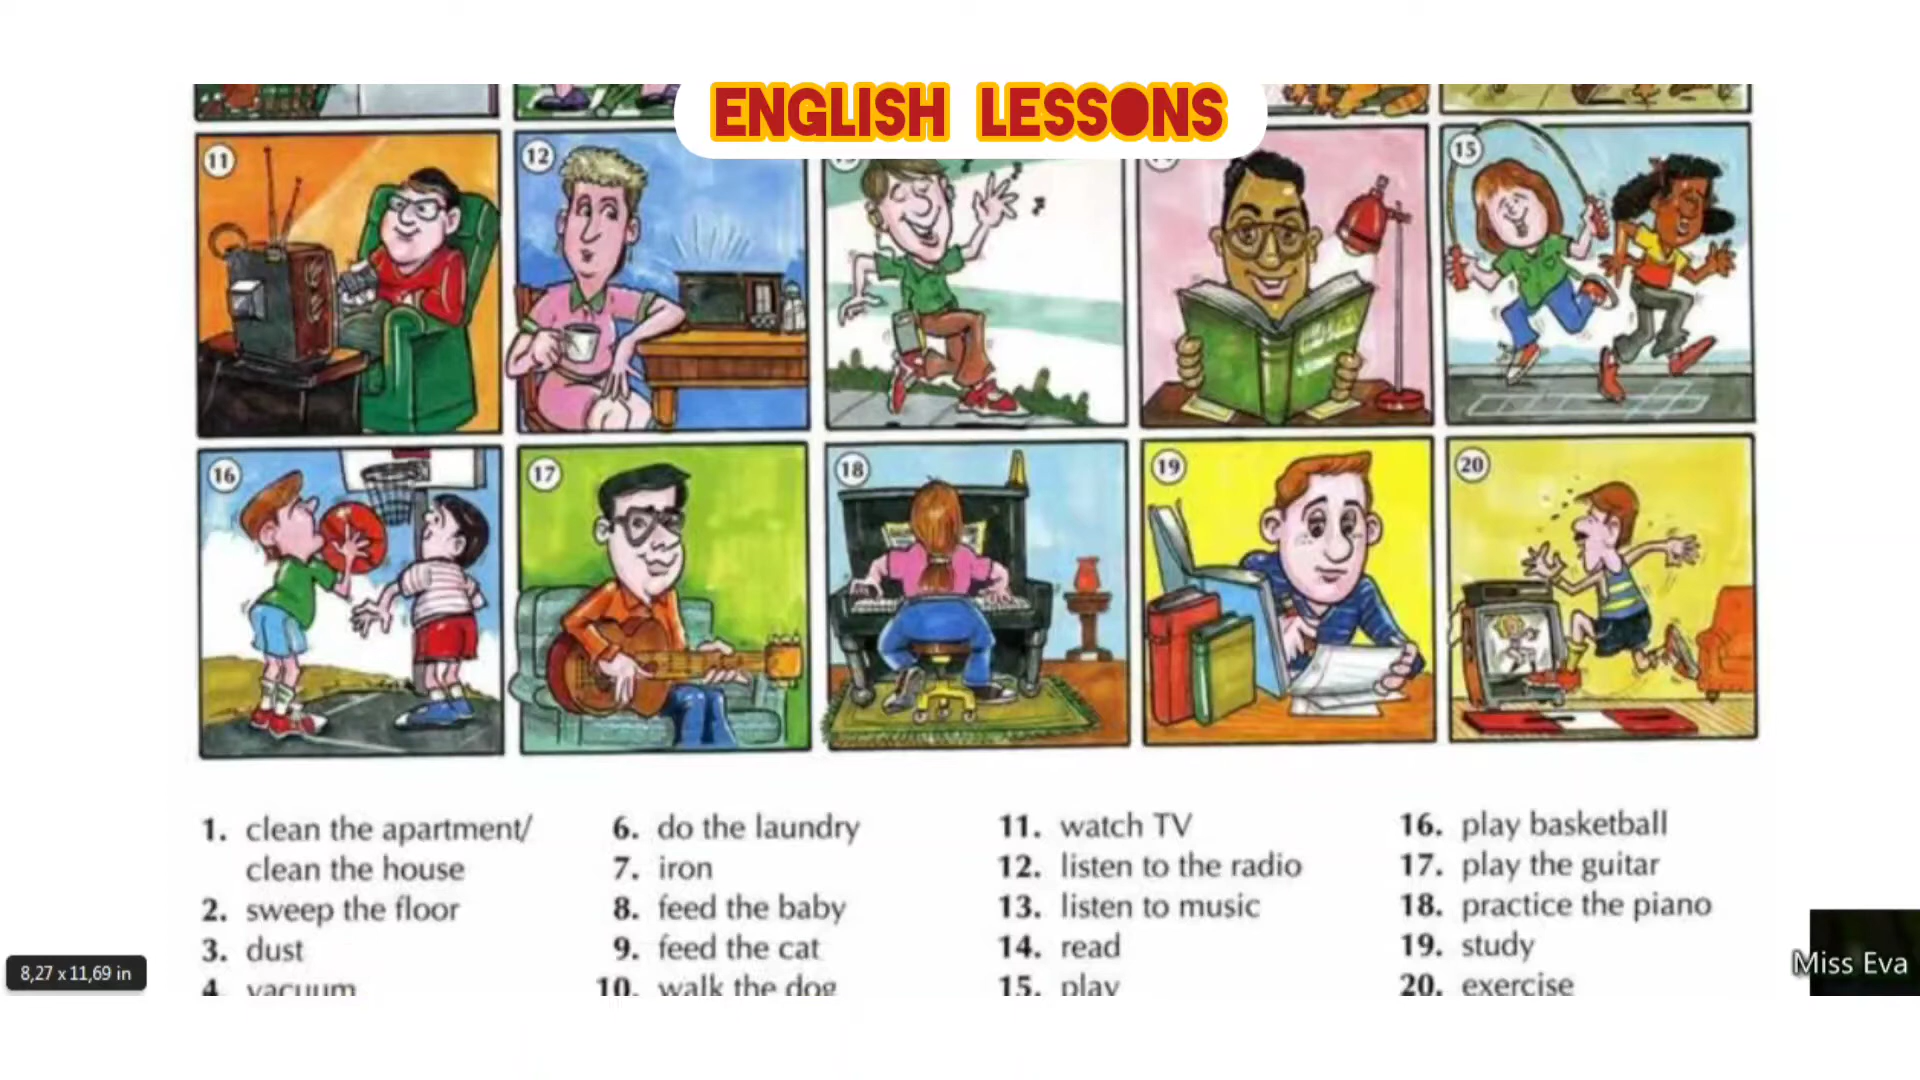 ENGLISH LESSONS
11
12
15
16
17
18
19
20
1. clean the apartment/
clean the house
2. sweep the floor
3. dust
4. vacuum
6. do the laundry
7. iron
8. feed the baby
9. feed the cat
10. walk the dog
11. watch TV
12. listen to the radio
13. listen to music
14. read
15. play
16. play basketball
17. play the guitar
18. practice the piano
19. study
20. exercise
8,27 x 11,69 in
Miss Eva